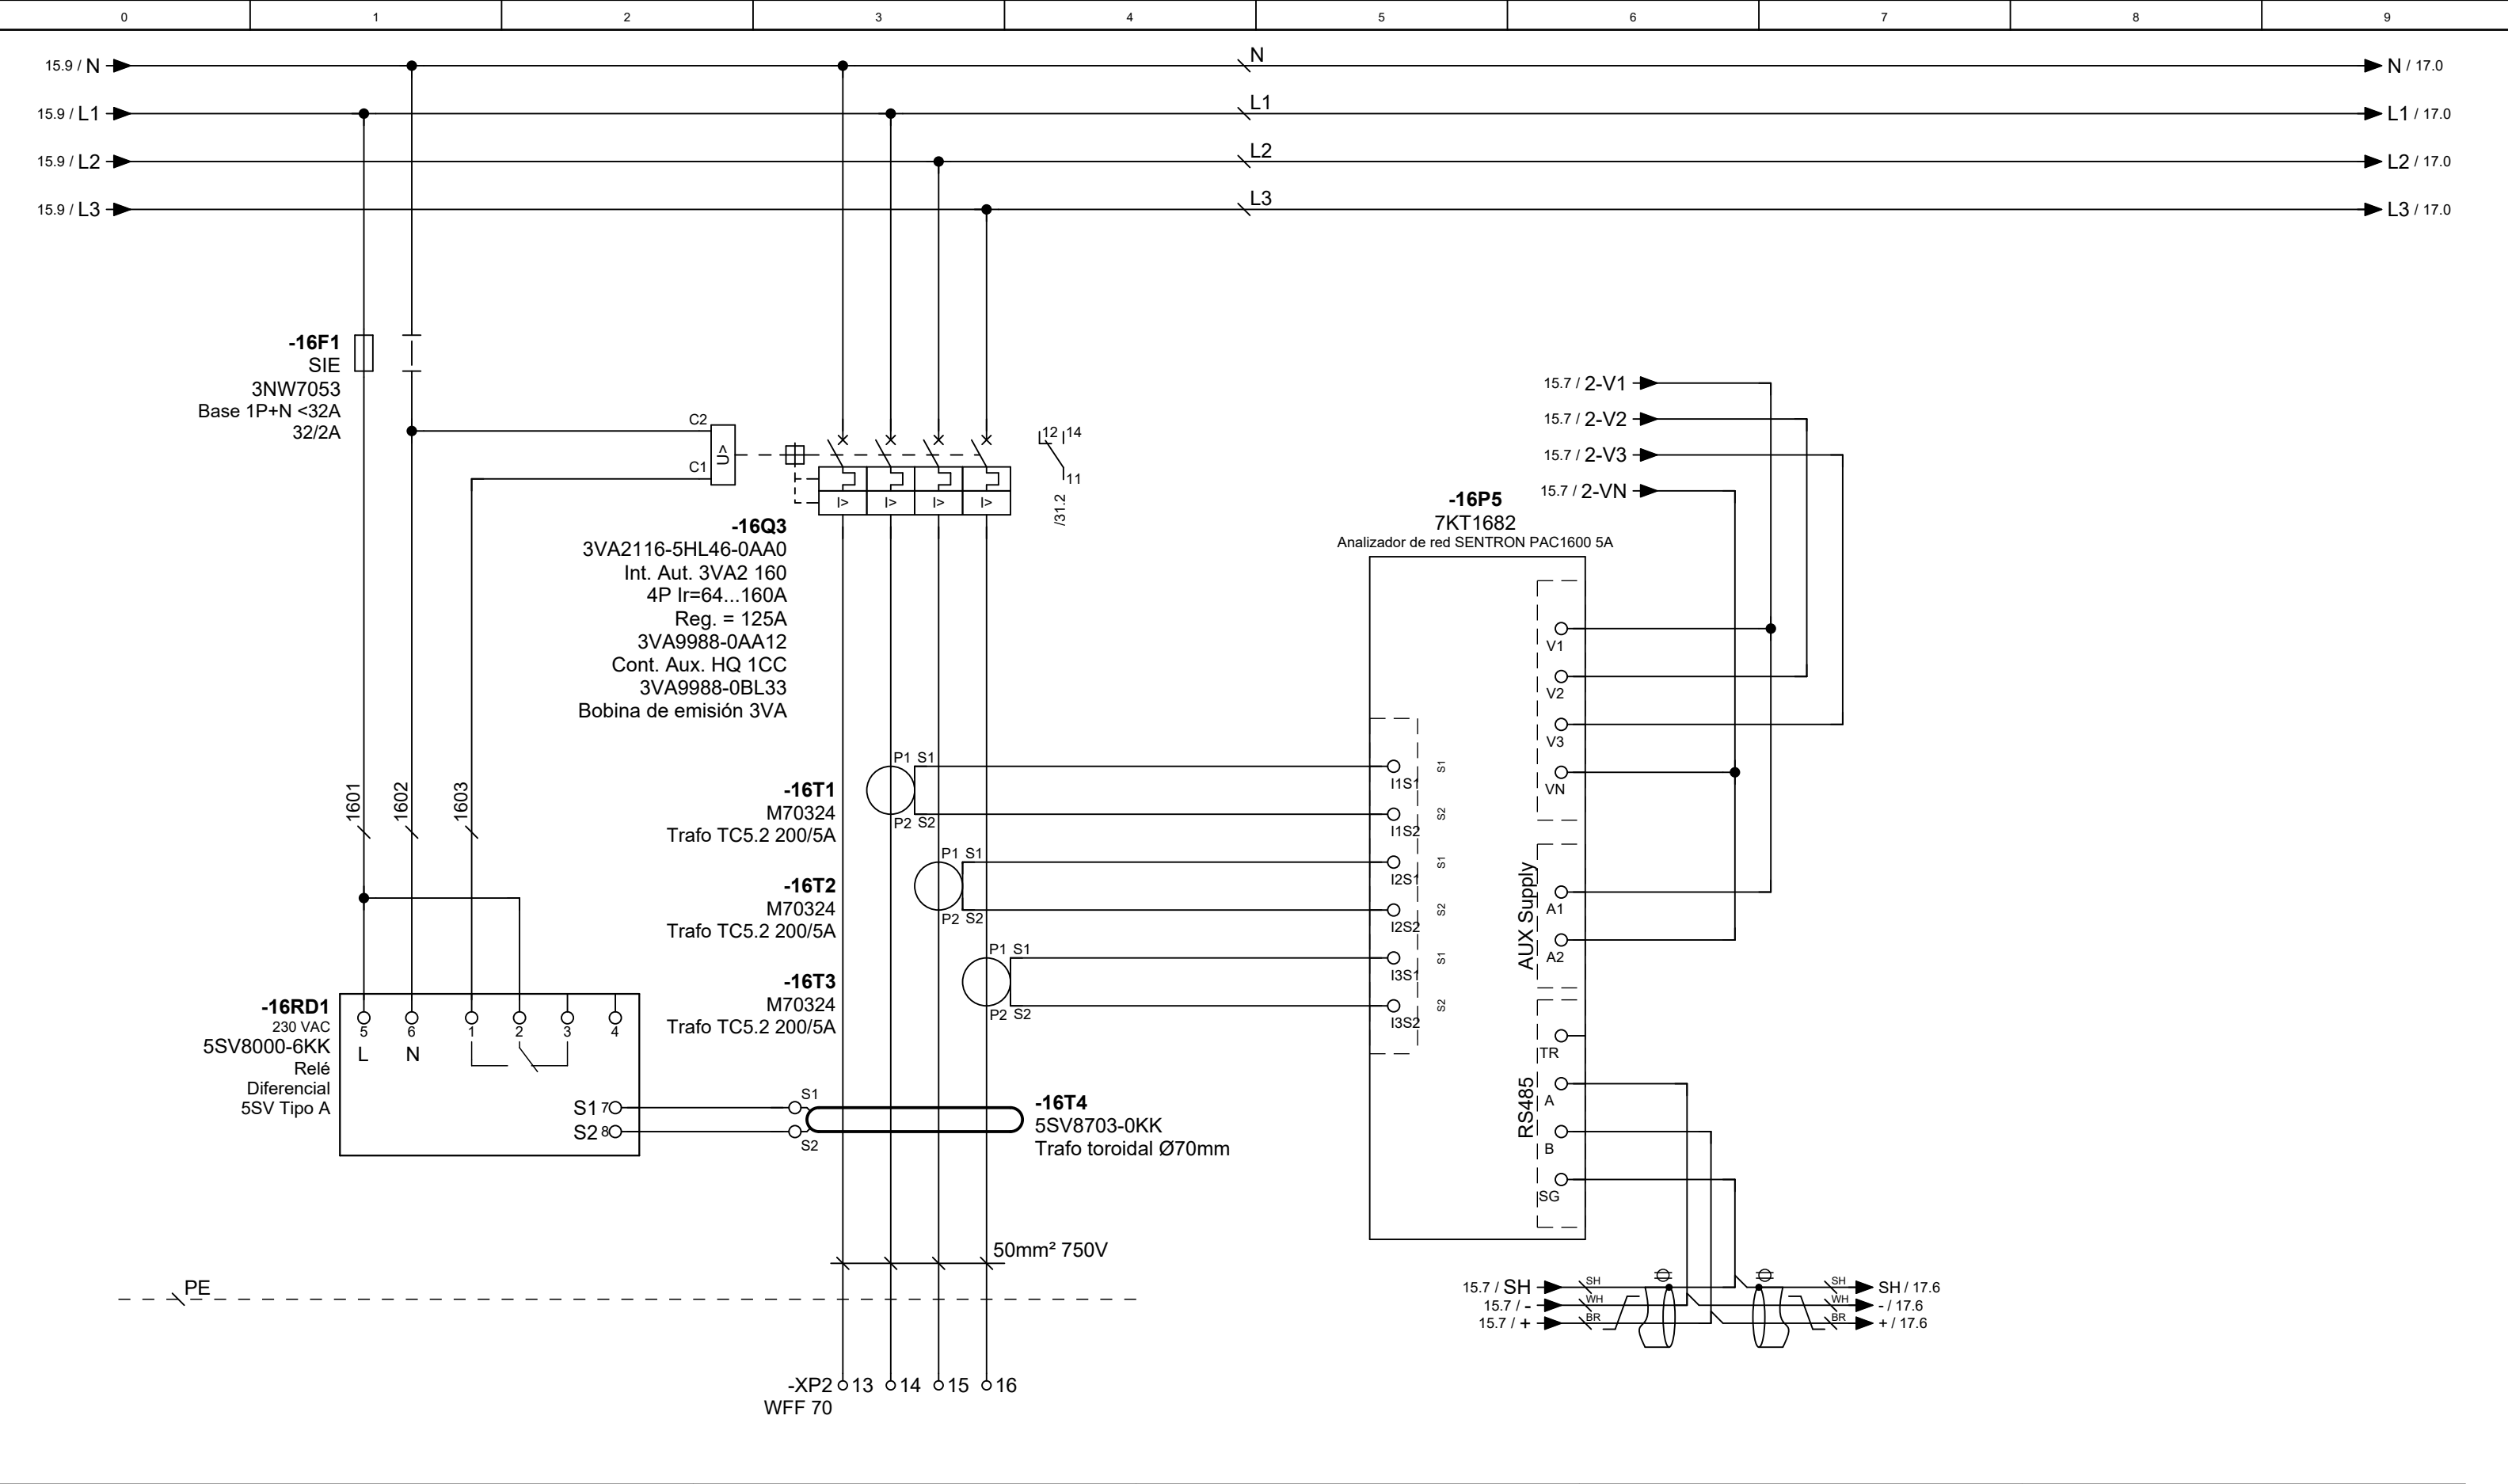 0 1 2 3 4 5 6 7 8 9
15.9 / N
N
N / 17.0
15.9 / L1
L1
L1 / 17.0
15.9 / L2
L2
L2 / 17.0
15.9 / L3
L3
L3 / 17.0
-16F1
SIE
3NW7053
Base 1P+N <32A
32/2A
C2
C1
U>
I> I> I> I>
12 14
11
/31.2
-16Q3
3VA2116-5HL46-0AA0
Int. Aut. 3VA2 160
4P Ir=64...160A
Reg. = 125A
3VA9988-0AA12
Cont. Aux. HQ 1CC
3VA9988-0BL33
Bobina de emisión 3VA
15.7 / 2-V1
15.7 / 2-V2
15.7 / 2-V3
15.7 / 2-VN
-16P5
7KT1682
Analizador de red SENTRON PAC1600 5A
V1
V2
V3
VN
AUX Supply
A1
A2
RS485
TR
A
B
SG
I1S1 S1
I1S2 S2
I2S1 S1
I2S2 S2
I3S1 S1
I3S2 S2
1601
1602
1603
P1 S1
P2 S2
-16T1
M70324
Trafo TC5.2 200/5A
P1 S1
P2 S2
-16T2
M70324
Trafo TC5.2 200/5A
P1 S1
P2 S2
-16T3
M70324
Trafo TC5.2 200/5A
-16RD1
230 VAC
5SV8000-6KK
Relé
Diferencial
5SV Tipo A
5 6 1 2 3 4
L N
S1 7
S2 8
S1
S2
-16T4
5SV8703-0KK
Trafo toroidal Ø70mm
50mm² 750V
PE
15.7 / SH
SH
SH
SH / 17.6
15.7 / -
WH
WH
- / 17.6
15.7 / +
BR
BR
+ / 17.6
-XP2 13 14 15 16
WFF 70